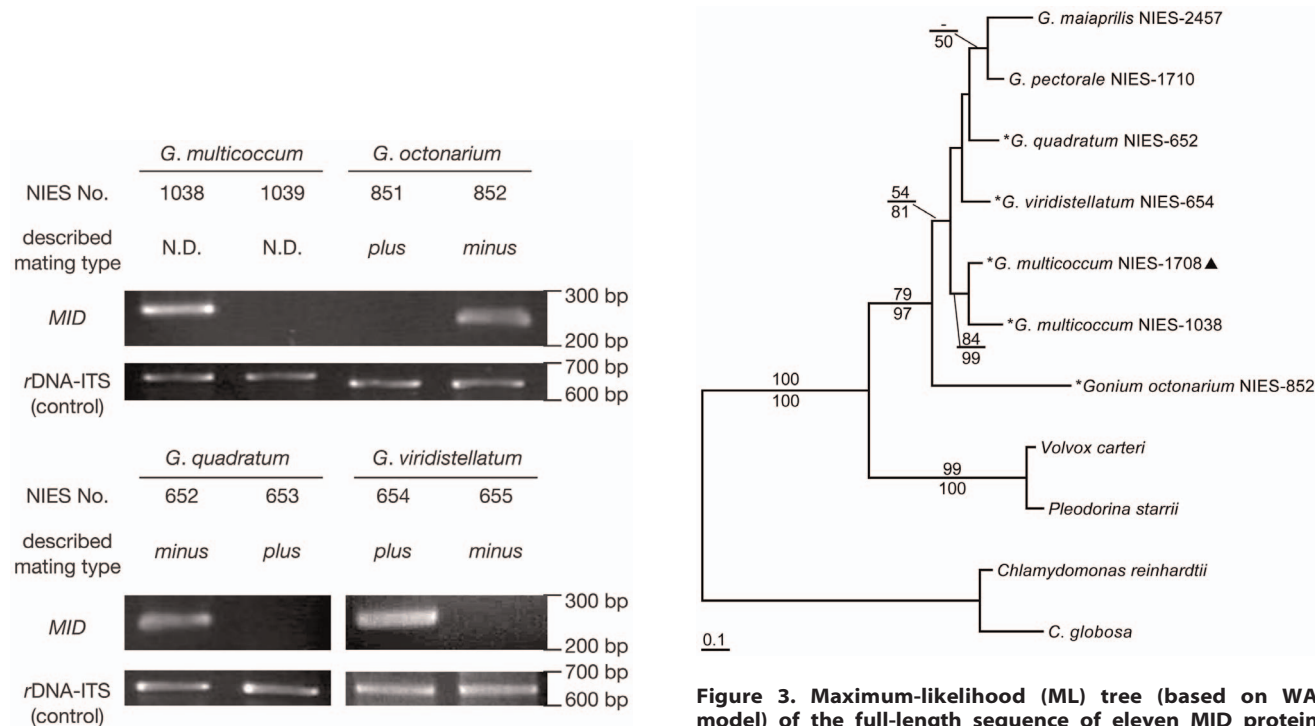 G. multicoccum G. octonarium
NIES No. 1038 1039 851 852
described
mating type N.D. N.D. plus minus
MID 300 bp
200 bp
rDNA-ITS
(control) 700 bp
600 bp
G. quadratum G. viridistellatum
NIES No. 652 653 654 655
described
mating type minus plus plus minus
MID 300 bp
200 bp
rDNA-ITS
(control) 700 bp
600 bp
G. maiaprilis NIES-2457
-
50
G. pectorale NIES-1710
*G. quadratum NIES-652
54
81
*G. viridistellatum NIES-654
*G. multicoccum NIES-1708▲
79
97
*G. multicoccum NIES-1038
84
99
100
100
*Gonium octonarium NIES-852
Volvox carteri
99
100
Pleodorina starrii
Chlamydomonas reinhardtii
C. globosa
0.1
Figure 3. Maximum-likelihood (ML) tree (based on WA
model) of the full-length sequence of eleven MID protein